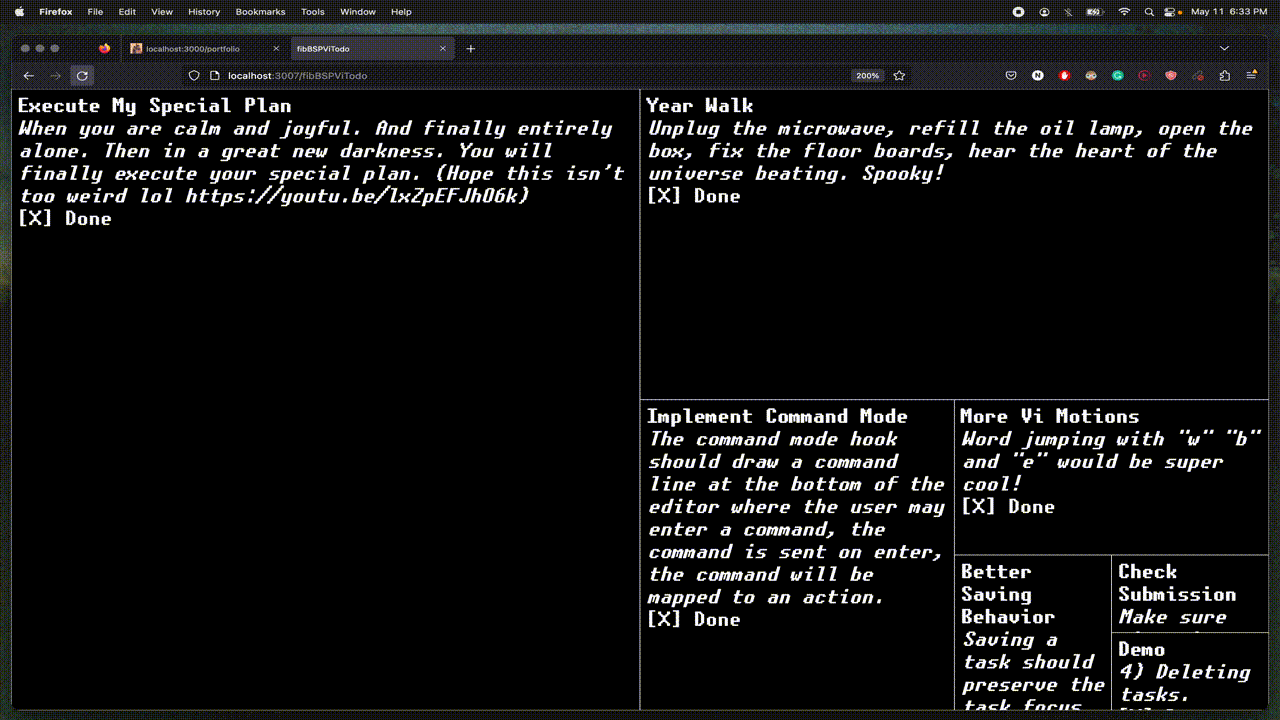 Firefox File Edit View History Bookmarks Tools Window Help May 11 6:33 PM
localhost:3000/portfolio
fibBSPViTodo
localhost:3007/fibBSPViTodo
200%
Execute My Special Plan
When you are calm and joyful. And finally entirely
alone. Then in a great new darkness. You will
finally execute your special plan. (Hope this isn't
too weird lol https://youtu.be/lxZpEFJhO6k)
[X] Done
Year Walk
Unplug the microwave, refill the oil lamp, open the
box, fix the floor boards, hear the heart of the
universe beating. Spooky!
[X] Done
Implement Command Mode
The command mode hook
should draw a command
line at the bottom of the
editor where the user may
enter a command, the
command is sent on enter,
the command will be
mapped to an action.
[X] Done
More Vi Motions
Word jumping with "w" "b"
and "e" would be super
cool!
[X] Done
Better
Saving
Behavior
Saving a
task should
preserve the
task focus
Check
Submission
Make sure
Demo
4) Deleting
tasks.